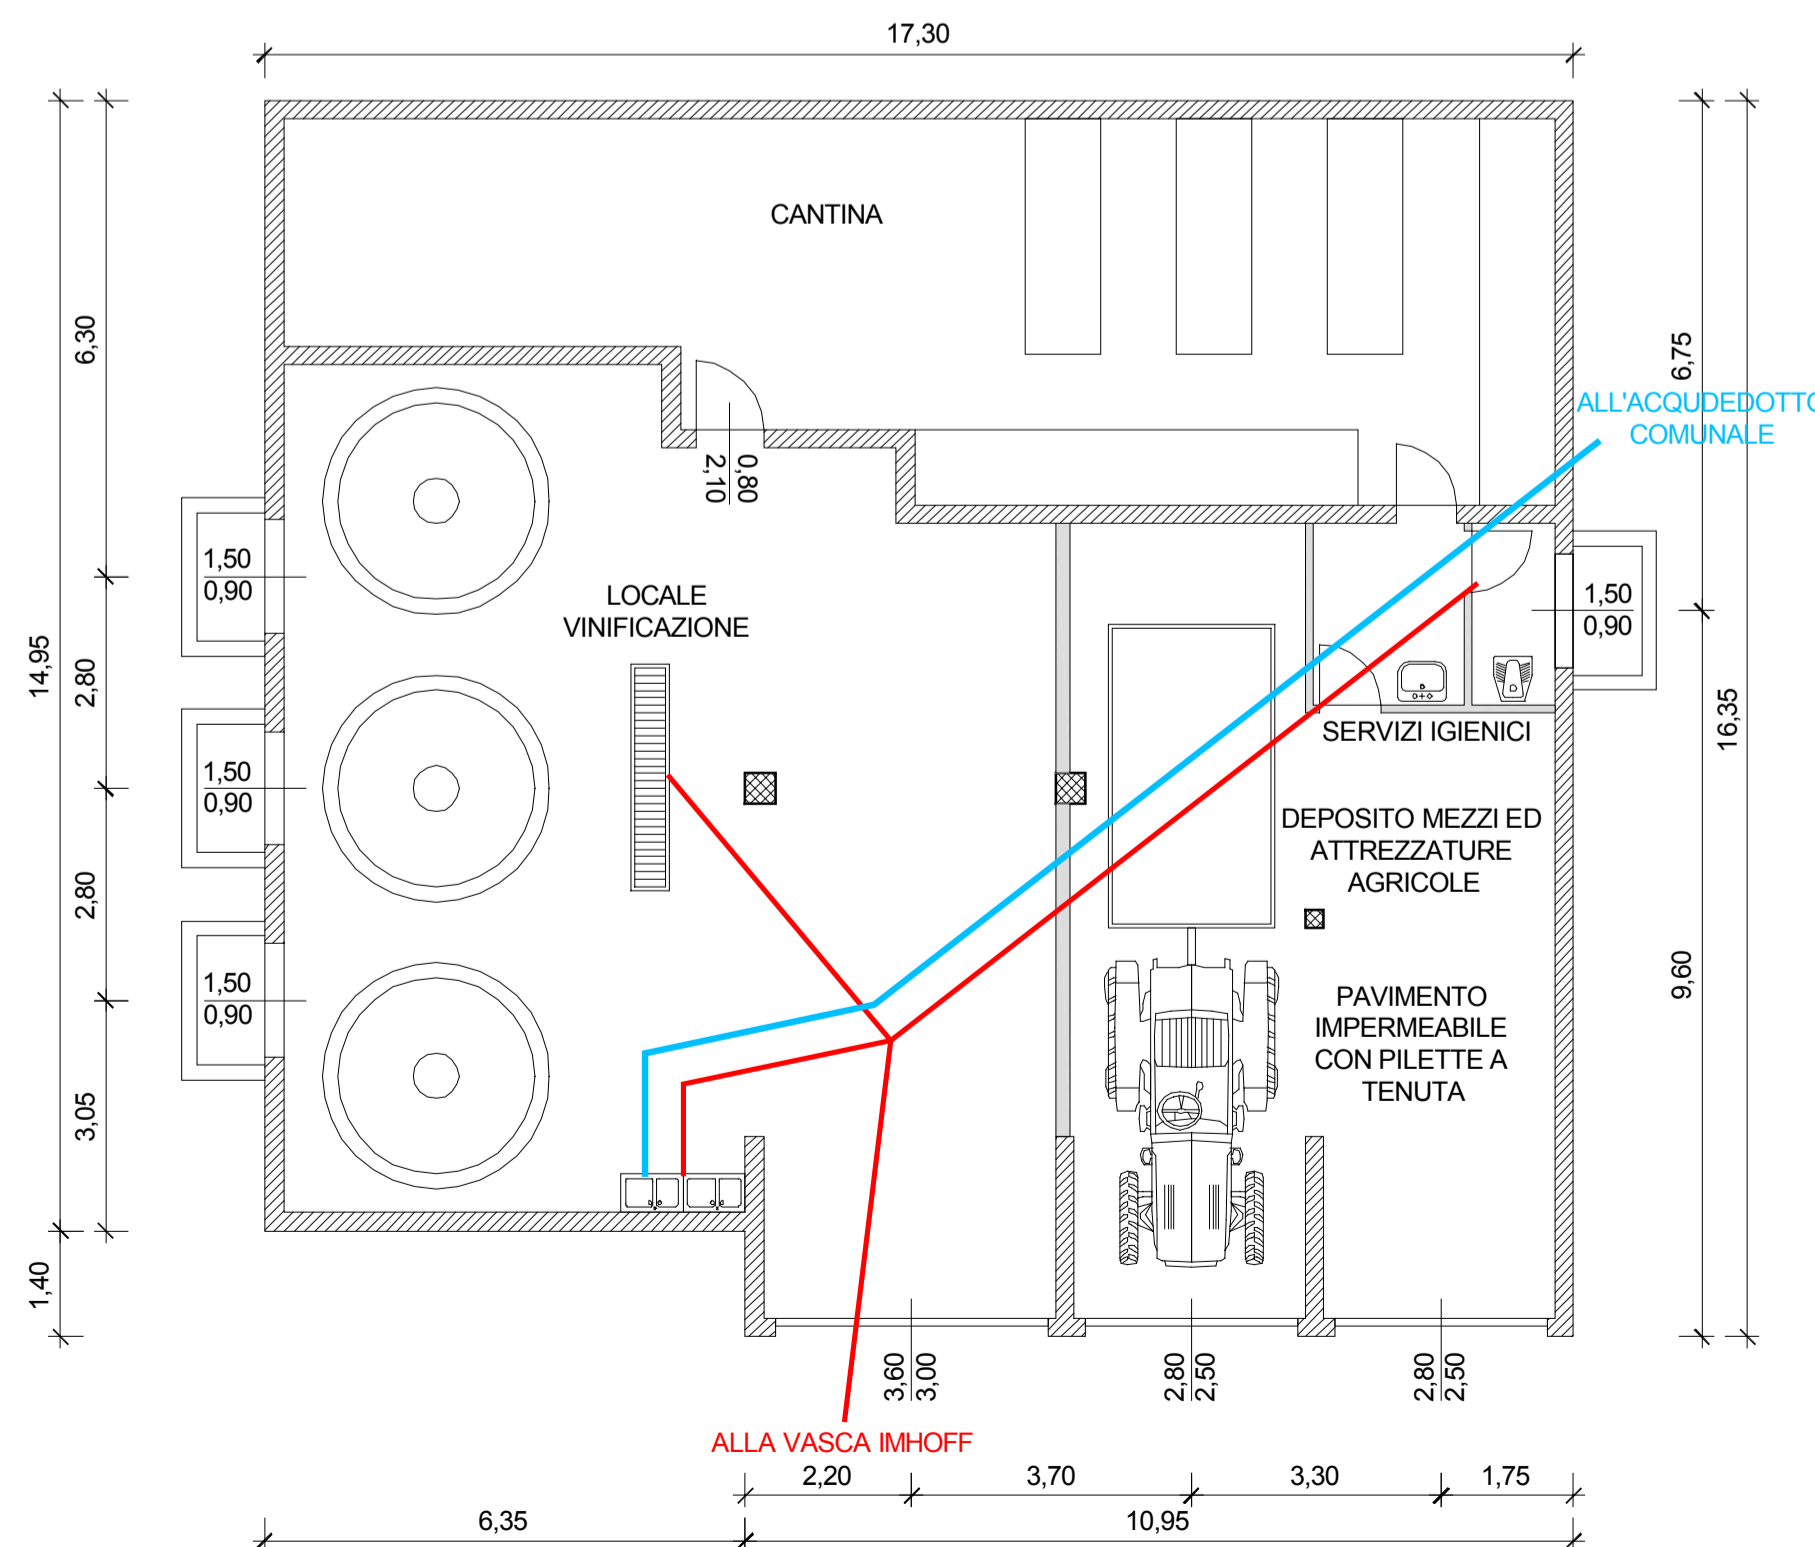 17,30
CANTINA
6,30
6,75
ALL'ACQUDEDOTTO
COMUNALE
0,80
2,10
1,50
0,90
LOCALE
VINIFICAZIONE
1,50
0,90
14,95
2,80
16,35
SERVIZI IGIENICI
1,50
0,90
DEPOSITO MEZZI ED
ATTREZZATURE
AGRICOLE
2,80
9,60
1,50
0,90
PAVIMENTO
IMPERMEABILE
CON PILETTE A
TENUTA
3,05
1,40
3,60
3,00
2,80
2,50
2,80
2,50
ALLA VASCA IMHOFF
2,20
3,70
3,30
1,75
6,35
10,95